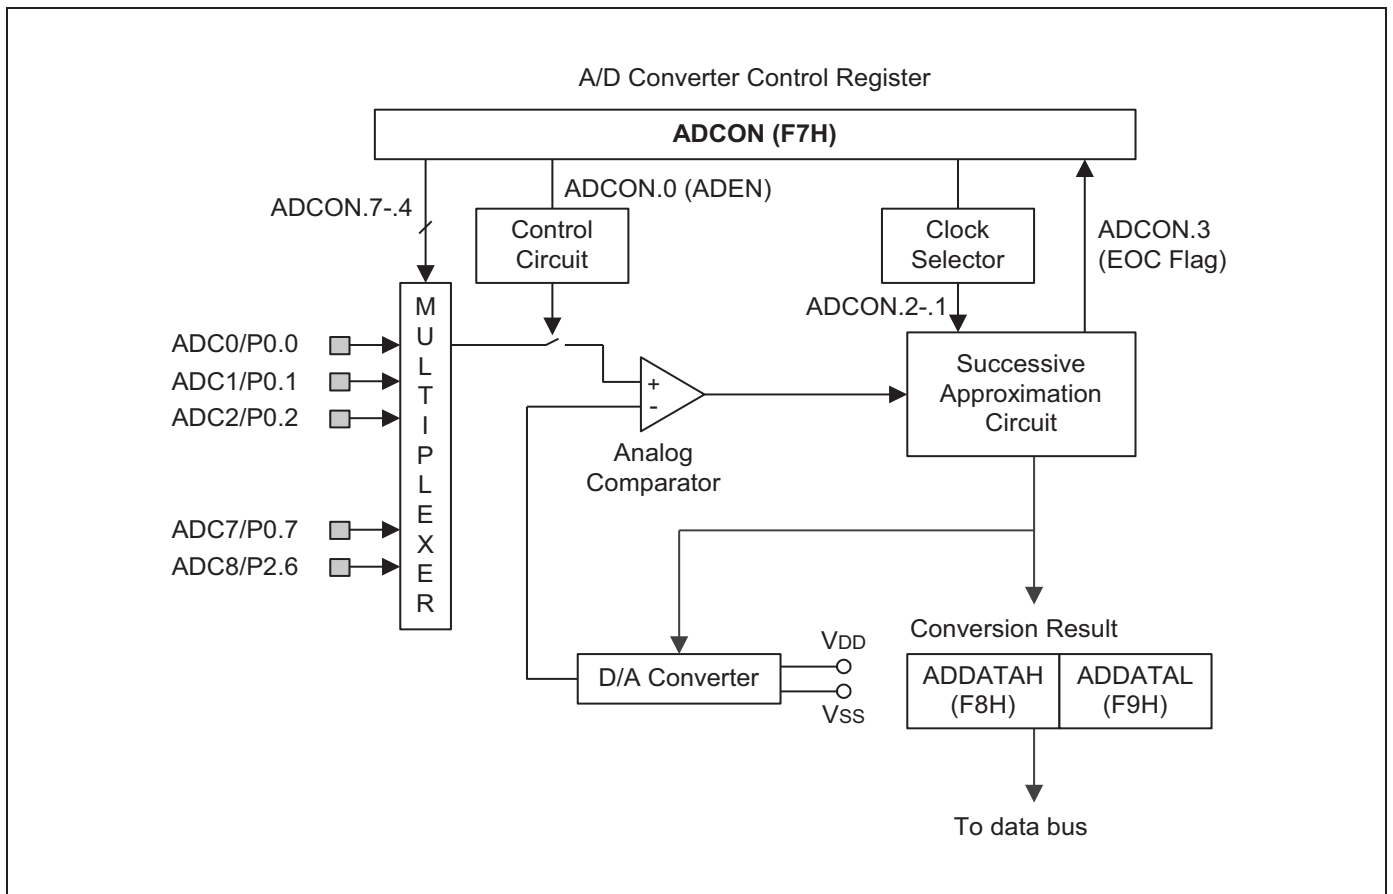 A/D Converter Control Register
ADCON (F7H)
ADCON.7-.4
ADCON.0 (ADEN)
Control
Circuit
Clock
Selector
ADCON.3
(EOC Flag)
ADCON.2-.1
MULTIPLEXER
ADC0/P0.0
ADC1/P0.1
ADC2/P0.2
ADC7/P0.7
ADC8/P2.6
+
-
Analog
Comparator
Successive
Approximation
Circuit
D/A Converter
VDD
VSS
Conversion Result
ADDATAH
(F8H)
ADDATAL
(F9H)
To data bus